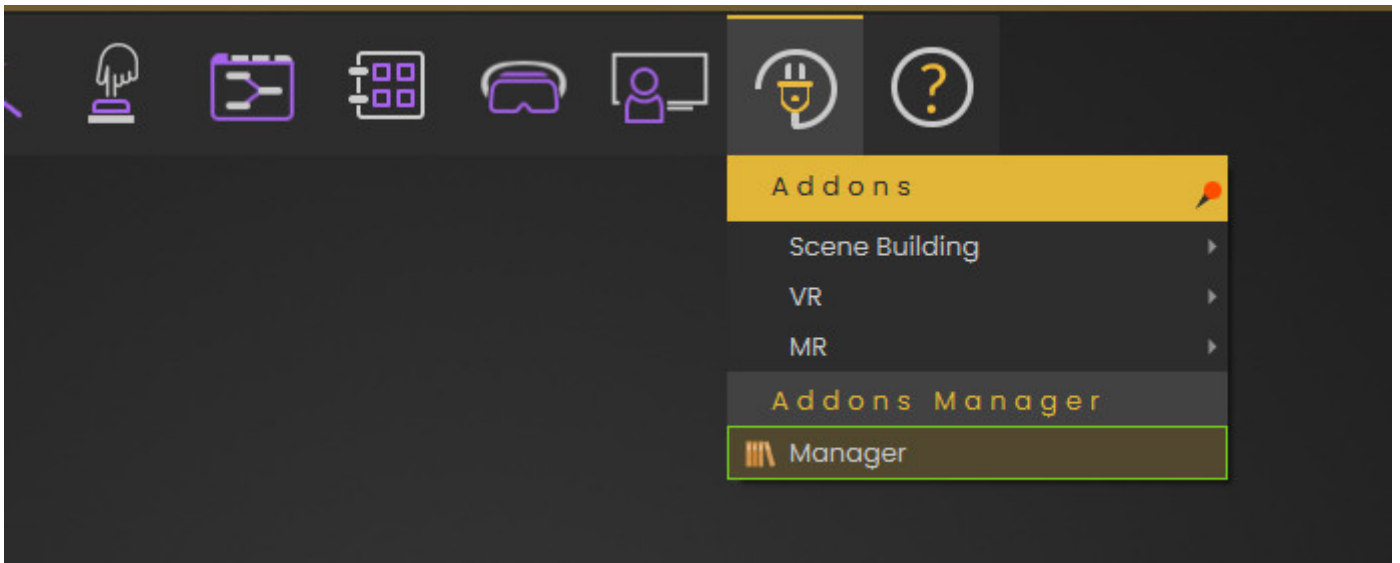 ?
Addons
Scene Building
VR
MR
Addons Manager
Manager